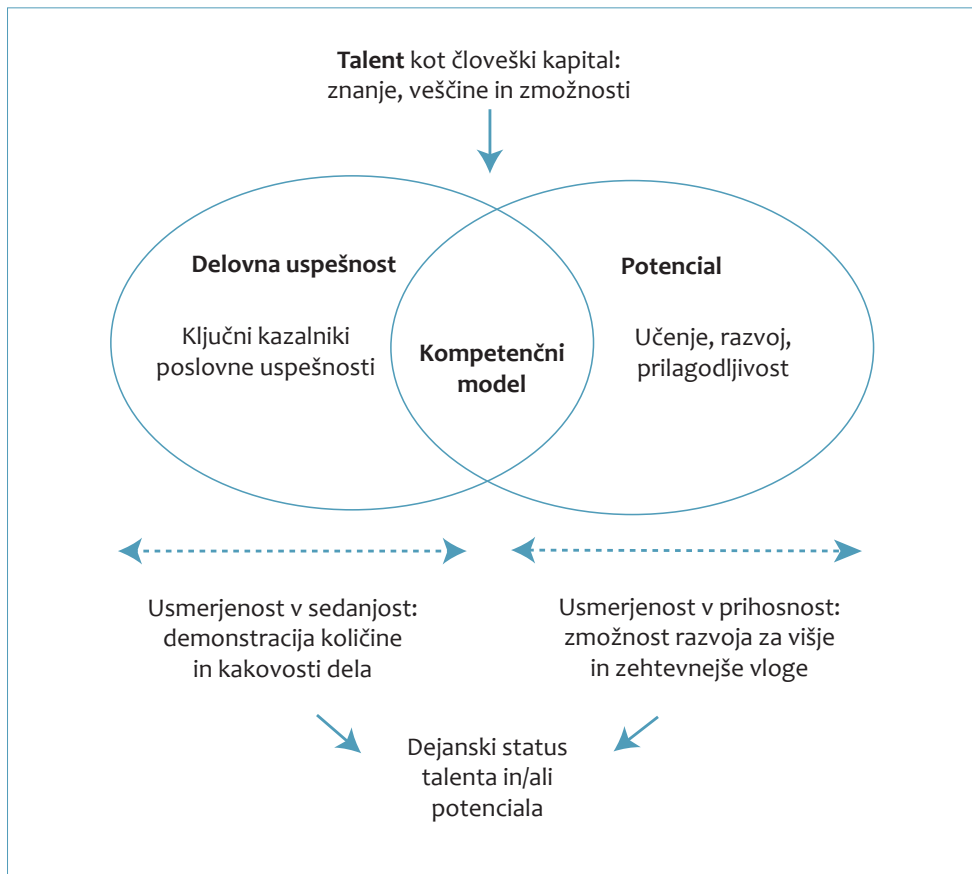 Talent kot človeški kapital:
znanje, veščine in zmožnosti
Delovna uspešnost
Ključni kazalniki
poslovne uspešnosti
Kompetenčni
model
Potencial
Učenje, razvoj,
prilagodljivost
Usmerjenost v sedanjost:
demonstracija količine
in kakovosti dela
Usmerjenost v prihosnost:
zmožnost razvoja za višje
in zehtevnejše vloge
Dejanski status
talenta in/ali
potenciala